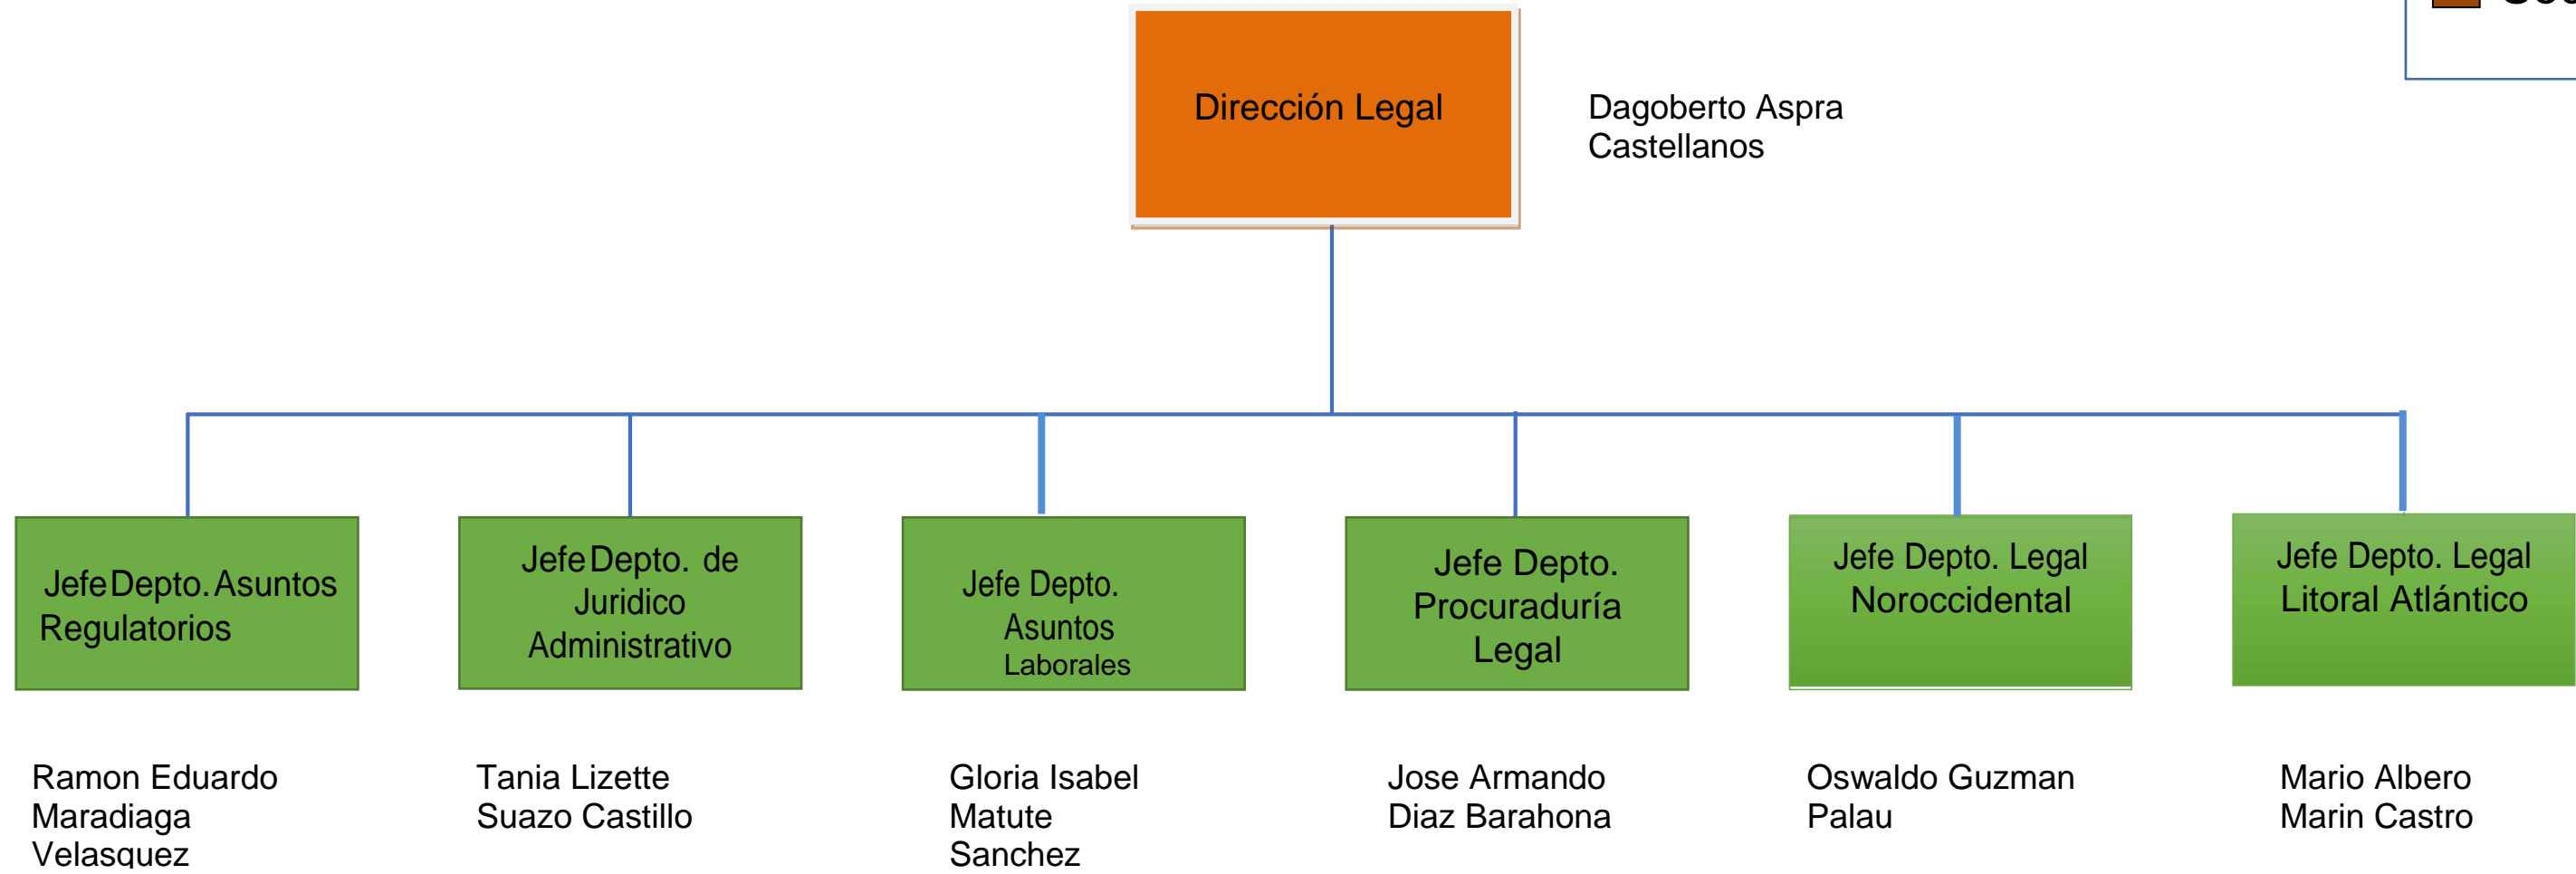 Dirección Legal
Dagoberto Aspra
Castellanos
Jefe Depto. Asuntos
Regulatorios
Jefe Depto. de
Juridico
Administrativo
Jefe Depto.
Asuntos
Laborales
Jefe Depto.
Procuraduría
Legal
Jefe Depto. Legal
Noroccidental
Jefe Depto. Legal
Litoral Atlántico
Ramon Eduardo
Maradiaga
Velasquez
Tania Lizette
Suazo Castillo
Gloria Isabel
Matute
Sanchez
Jose Armando
Diaz Barahona
Oswaldo Guzman
Palau
Mario Albero
Marin Castro